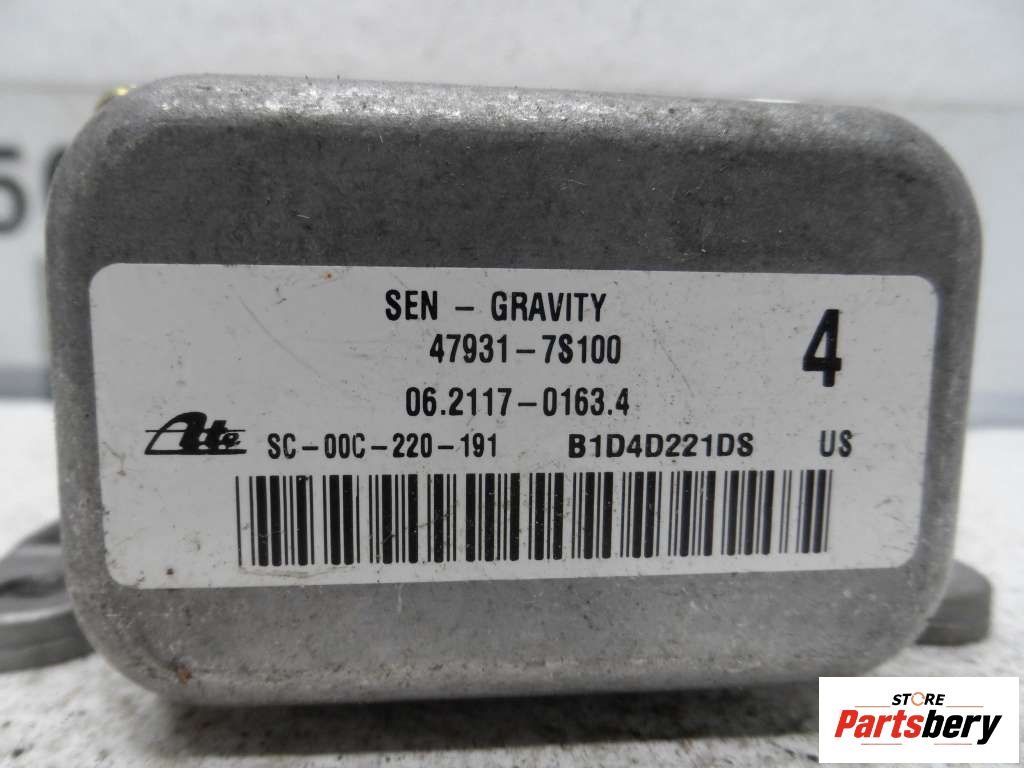 SEN - GRAVITY
47931-7S100
4
06.2117-0163.4
Ate SC-00C-220-191 B1D4D221DS US
STORE
Partsbery